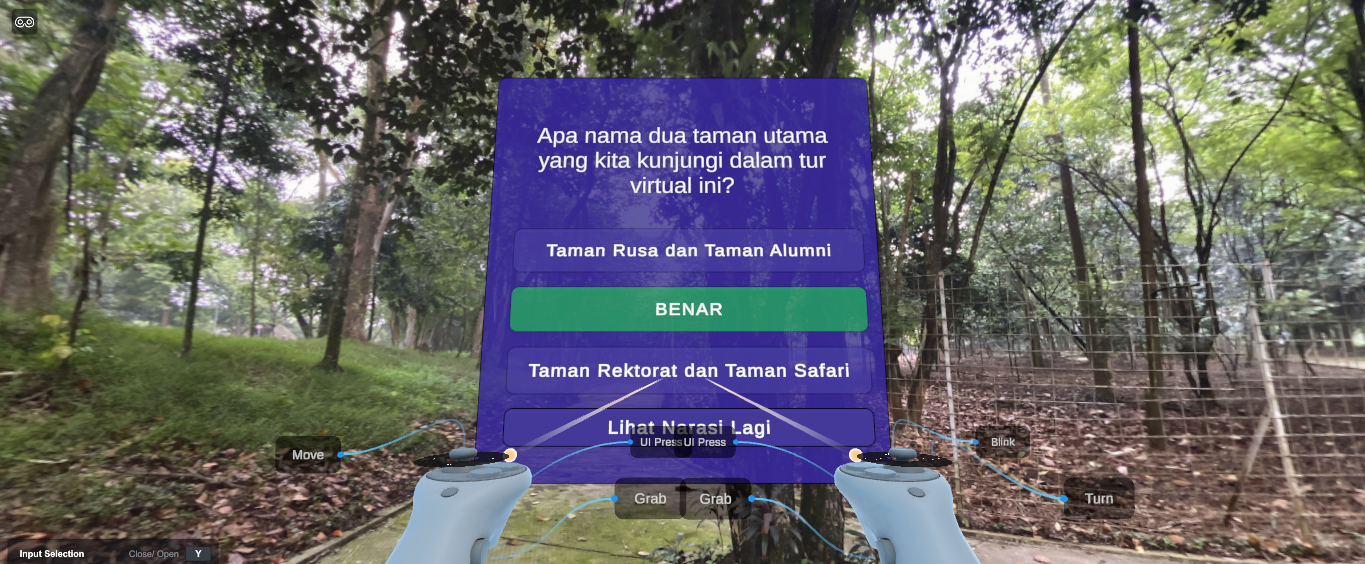 Apa nama dua taman utama
yang kita kunjungi dalam tur
virtual ini?
Taman Rusa dan Taman Alumni
BENAR
Taman Rektorat dan Taman Safari
Lihat Narasi Lagi
UI Press UI Press
Move
Blink
Grab Grab
Turn
Input Selection Close/ Open Y